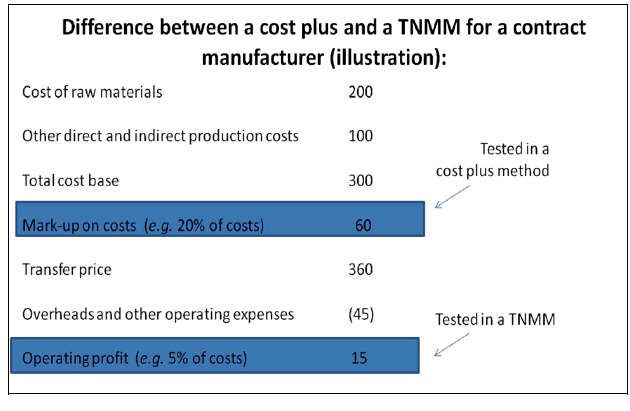 Difference between a cost plus and a TNMM for a contract
manufacturer (illustration):
Cost of raw materials 200
Other direct and indirect production costs 100
Tested in a
cost plus method
Total cost base 300
Mark-up on costs (e.g. 20% of costs) 60
Transfer price 360
Overheads and other operating expenses (45)
Tested in a TNMM
Operating profit (e.g. 5% of costs) 15